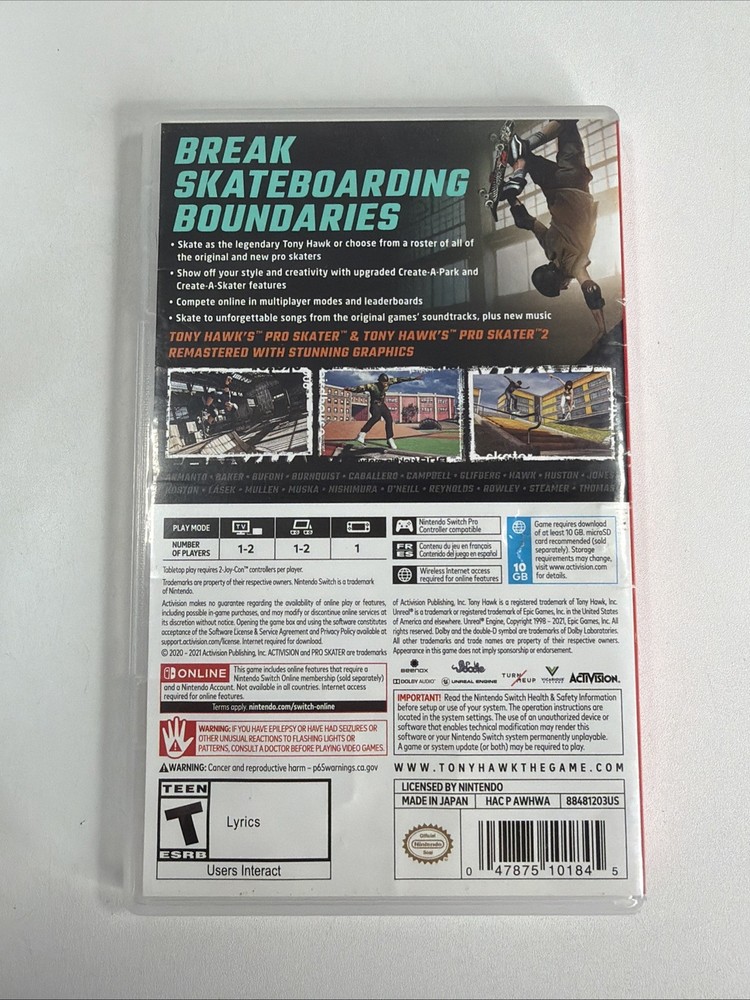 BREAK
SKATEBOARDING
BOUNDARIES
• Skate as the legendary Tony Hawk or choose from a roster of all of
the original and new pro skaters
• Show off your style and creativity with upgraded Create-A-Park and
Create-A-Skater features
• Compete online in multiplayer modes and leaderboards
• Skate to unforgettable songs from the original games' soundtracks, plus new music
TONY HAWK'S™ PRO SKATER™ & TONY HAWK'S™ PRO SKATER™2
REMASTERED WITH STUNNING GRAPHICS
ARMANTO • BAKER • BUFONI • BURNQUIST • CABALLERO • CAMPBELL • GLIFBERG • HAWK • HUSTON • JONES
KOSTON • LASEK • MULLEN • MUSKA • NISHIMURA • O'NEILL • REYNOLDS • ROWLEY • STEAMER • THOMAS
PLAY MODE
TV
NUMBER
OF PLAYERS
1-2
1-2
1
Tabletop play requires 2-Joy-Con™ controllers per player.
Trademarks are property of their respective owners. Nintendo Switch is a trademark
of Nintendo.
Nintendo Switch Pro
Controller compatible
FR
ES
Contenu du jeu en français
Contenido del juego en español
Wireless Internet access
required for online features
10
GB
Game requires download
of at least 10 GB. microSD
card recommended (sold
separately). Storage
requirements may change,
visit www.activision.com
for details.
Activision makes no guarantee regarding the availability of online play or features,
including possible in-game purchases, and may modify or discontinue online services at
its discretion without notice. Opening the game box and using the software constitutes
acceptance of the Software License & Service Agreement and Privacy Policy available at
support.activision.com/license. Internet required for download.
© 2020 - 2021 Activision Publishing, Inc. ACTIVISION and PRO SKATER are trademarks
of Activision Publishing, Inc. Tony Hawk is a registered trademark of Tony Hawk, Inc.
Unreal® is a trademark or registered trademark of Epic Games, Inc. in the United States
of America and elsewhere. Unreal® Engine, Copyright 1998 - 2021, Epic Games, Inc. All
rights reserved. Dolby and the double-D symbol are trademarks of Dolby Laboratories.
All other trademarks and trade names are property of their respective owners.
Appearance in this game does not imply sponsorship or endorsement.
ONLINE
This game includes online features that require a
Nintendo Switch Online membership (sold separately)
and a Nintendo Account. Not available in all countries. Internet access
required for online features.
Terms apply. nintendo.com/switch-online
beenox
DOLBY AUDIO™
UNREAL ENGINE
TURN ME UP
VICARIOUS
ACTIVISION.
WARNING: IF YOU HAVE EPILEPSY OR HAVE HAD SEIZURES OR
OTHER UNUSUAL REACTIONS TO FLASHING LIGHTS OR
PATTERNS, CONSULT A DOCTOR BEFORE PLAYING VIDEO GAMES.
IMPORTANT! Read the Nintendo Switch Health & Safety Information
before setup or use of your system. The operation instructions are
located in the system settings. The use of an unauthorized device or
software that enables technical modification may render this
software or your Nintendo Switch system permanently unplayable.
A game or system update (or both) may be required to play.
WARNING: Cancer and reproductive harm – p65warnings.ca.gov
WWW.TONYHAWKTHEGAME.COM
TEEN
T
ESRB
Lyrics
Users Interact
LICENSED BY NINTENDO
MADE IN JAPAN
HAC P AWHWA
88481203US
Official
Nintendo
Seal
0 47875 10184 5